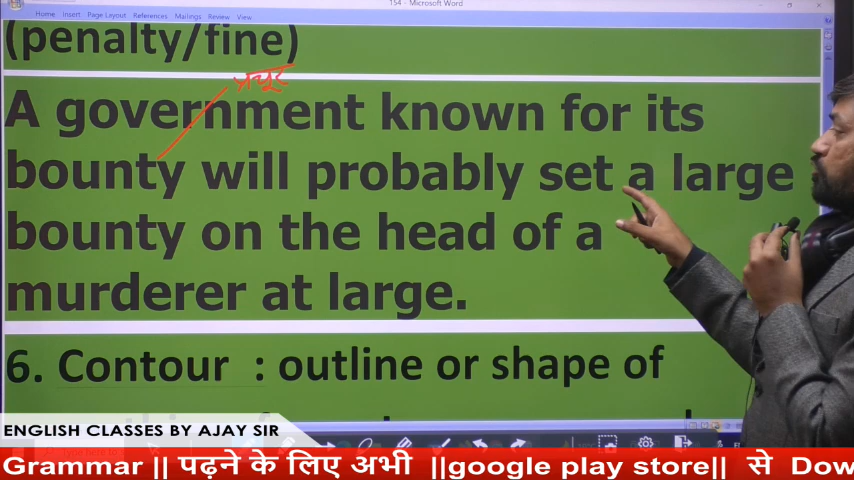 154 - Microsoft Word
Home Insert Page Layout References Mailings Review View
(penalty/fine)
प्रचूर
A government known for its
bounty will probably set a large
bounty on the head of a
murderer at large.
6. Contour : outline or shape of
ENGLISH CLASSES BY AJAY SIR
Grammar || पढ़ने के लिए अभी ||google play store|| से Dow